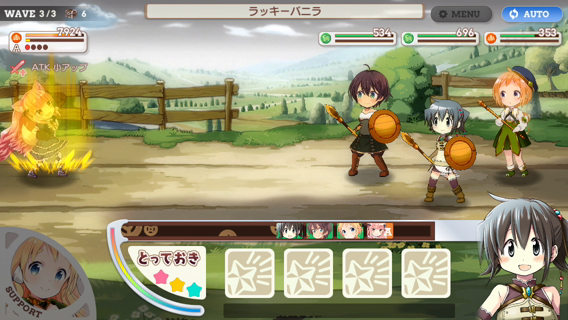 WAVE 3/3 6
ラッキーバニラ
MENU
AUTO
7924
534
696
353
A
ATK 小アップ
とっておき
SUPPORT